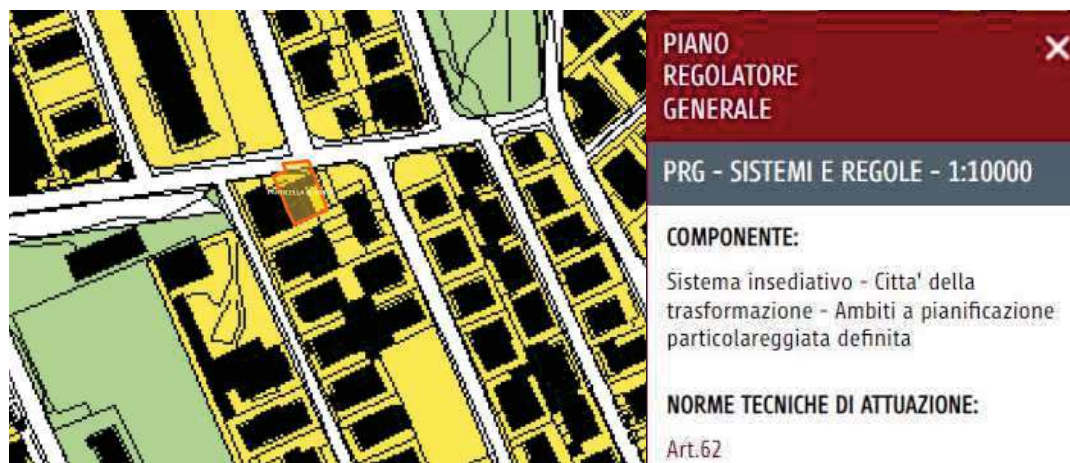 PIANO
REGOLATORE
GENERALE
PRG - SISTEMI E REGOLE - 1:10000
COMPONENTE:
Sistema insediativo - Citta' della
trasformazione - Ambiti a pianificazione
particolareggiata definita
NORME TECNICHE DI ATTUAZIONE:
Art.62